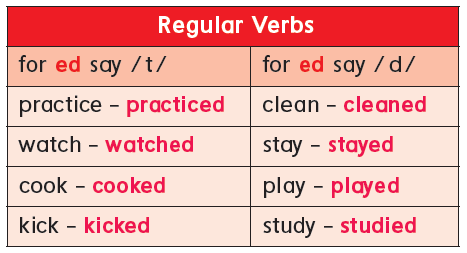 Regular Verbs
for ed say /t/ for ed say /d/
practice – practiced clean – cleaned
watch – watched stay – stayed
cook – cooked play – played
kick – kicked study – studied